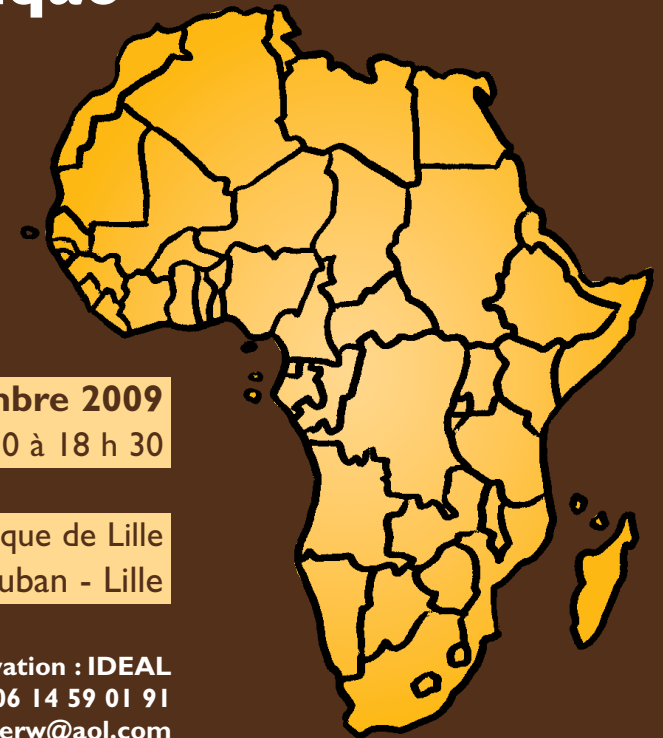 ique
mbre 2009
0 à 18 h 30
que de Lille
uban - Lille
vation : IDEAL
06 14 59 01 91
erw@aol.com